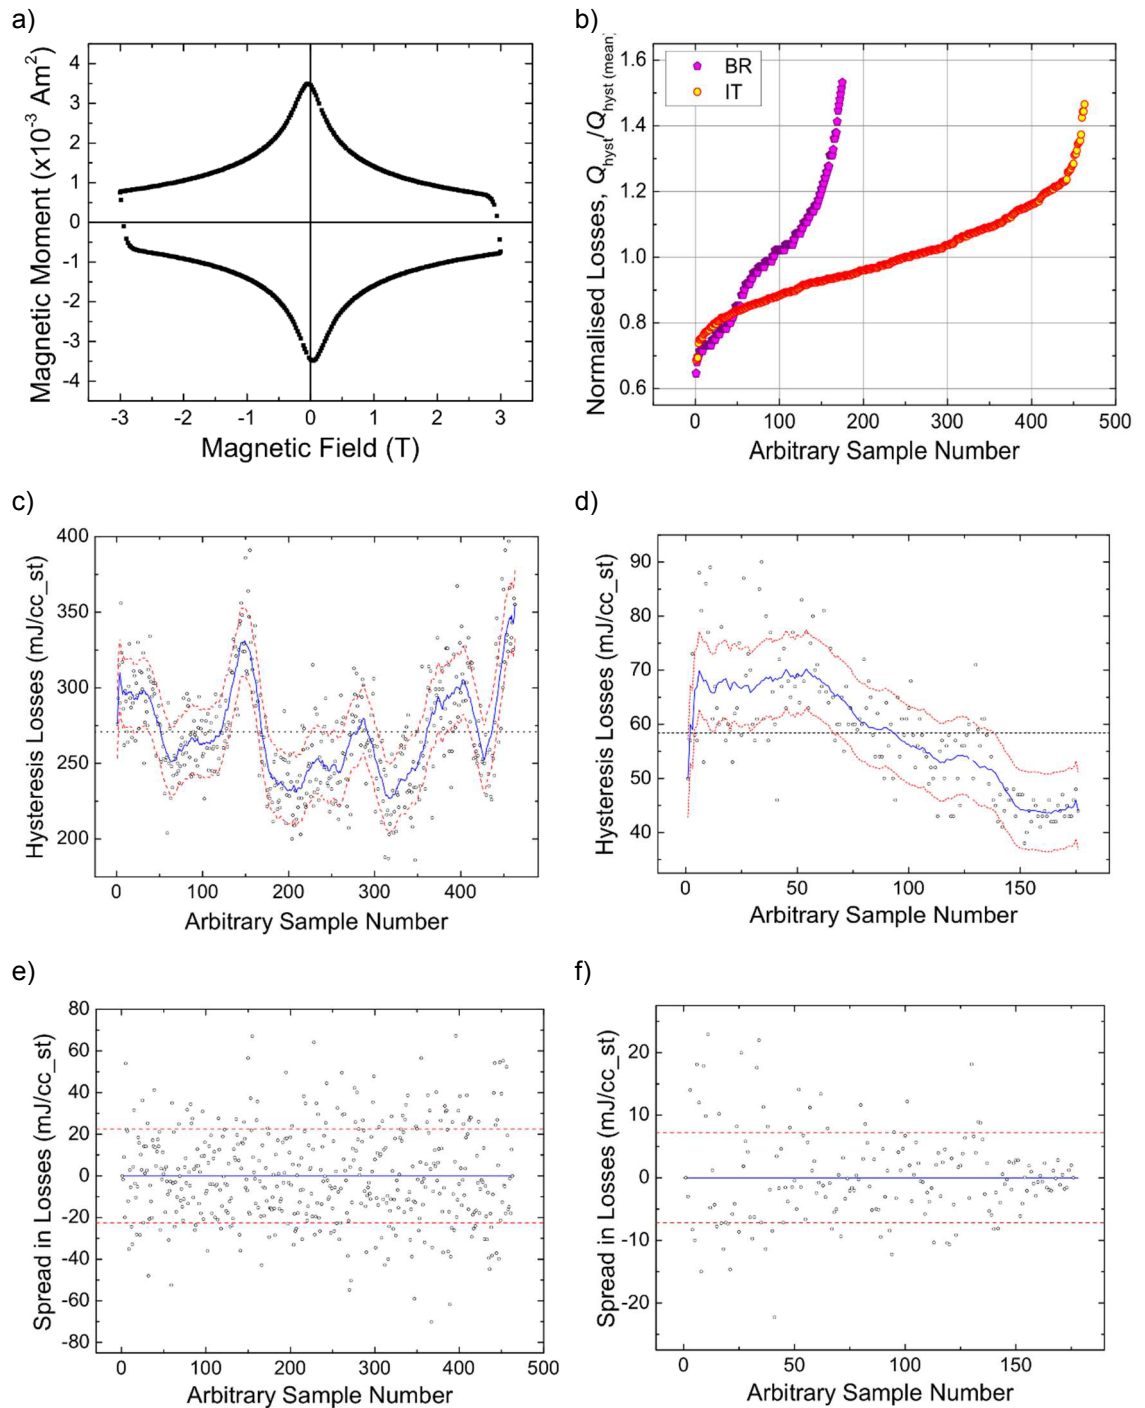 a)
Magnetic Moment (x10⁻³ Am²)
4
3
2
1
0
-1
-2
-3
-4
-3 -2 -1 0 1 2 3
Magnetic Field (T)
b)
Normalised Losses, Q_hyst/Q_hyst (mean)
1.6
1.4
1.2
1.0
0.8
0.6
BR
IT
0 100 200 300 400 500
Arbitrary Sample Number
c)
Hysteresis Losses (mJ/cc_st)
400
350
300
250
200
0 100 200 300 400
Arbitrary Sample Number
d)
Hysteresis Losses (mJ/cc_st)
90
80
70
60
50
40
0 50 100 150
Arbitrary Sample Number
e)
Spread in Losses (mJ/cc_st)
80
60
40
20
0
-20
-40
-60
-80
0 100 200 300 400 500
Arbitrary Sample Number
f)
Spread in Losses (mJ/cc_st)
20
10
0
-10
-20
0 50 100 150
Arbitrary Sample Number